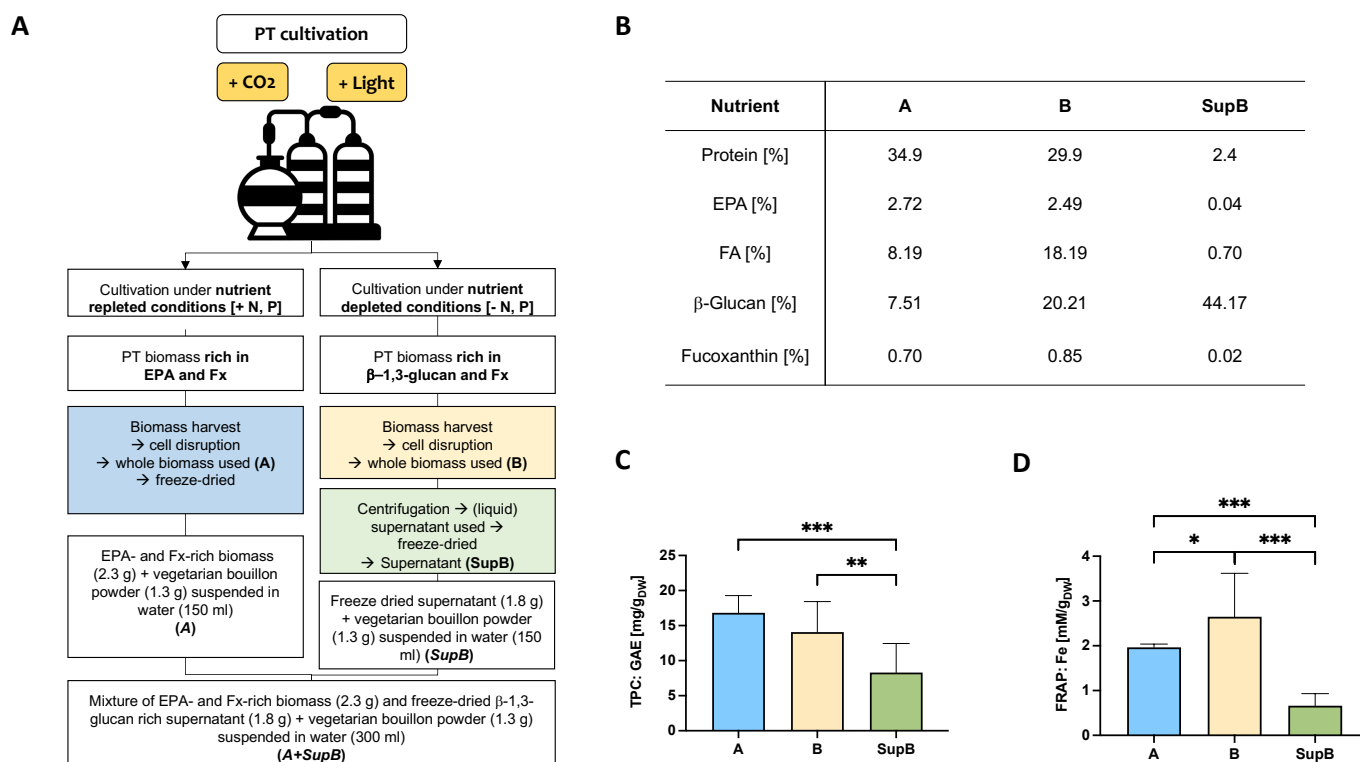 A
PT cultivation
+ CO2
+ Light
Cultivation under nutrient
repleted conditions [+ N, P]
Cultivation under nutrient
depleted conditions [- N, P]
PT biomass rich in
EPA and Fx
PT biomass rich in
β–1,3-glucan and Fx
Biomass harvest
→ cell disruption
→ whole biomass used (A)
→ freeze-dried
Biomass harvest
→ cell disruption
→ whole biomass used (B)
Centrifugation → (liquid)
supernatant used →
freeze-dried
→ Supernatant (SupB)
EPA- and Fx-rich biomass
(2.3 g) + vegetarian bouillon
powder (1.3 g) suspended in
water (150 ml)
(A)
Freeze dried supernatant (1.8 g)
+ vegetarian bouillon powder
(1.3 g) suspended in water (150
ml) (SupB)
Mixture of EPA- and Fx-rich biomass (2.3 g) and freeze-dried β-1,3-
glucan rich supernatant (1.8 g) + vegetarian bouillon powder (1.3 g)
suspended in water (300 ml)
(A+SupB)
B
Nutrient A B SupB
Protein [%] 34.9 29.9 2.4
EPA [%] 2.72 2.49 0.04
FA [%] 8.19 18.19 0.70
β-Glucan [%] 7.51 20.21 44.17
Fucoxanthin [%] 0.70 0.85 0.02
C
***
**
TPC: GAE [mg/gDW]
25
20
15
10
5
0
A B SupB
D
***
* ***
FRAP: Fe [mM/gDW]
4
3
2
1
0
A B SupB